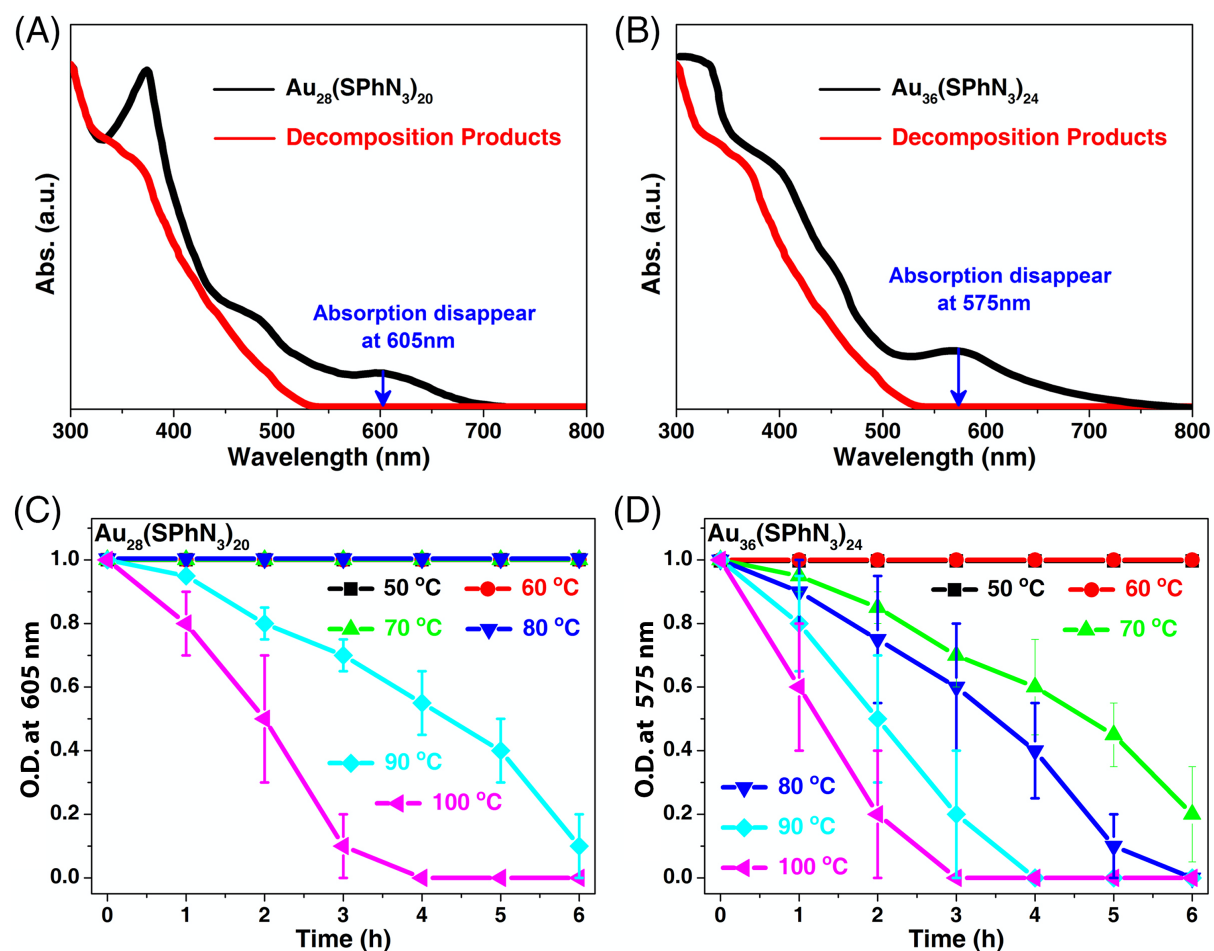 (A)
Au28(SPhN3)20
Decomposition Products
Absorption disappear
at 605nm
Abs. (a.u.)
300 400 500 600 700 800
Wavelength (nm)
(B)
Au36(SPhN3)24
Decomposition Products
Absorption disappear
at 575nm
Abs. (a.u.)
300 400 500 600 700 800
Wavelength (nm)
(C)
Au28(SPhN3)20
1.0
0.8
0.6
0.4
0.2
0.0
O.D. at 605 nm
50 °C 60 °C
70 °C 80 °C
90 °C
100 °C
0 1 2 3 4 5 6
Time (h)
(D)
Au36(SPhN3)24
1.0
0.8
0.6
0.4
0.2
0.0
O.D. at 575 nm
50 °C 60 °C
70 °C
80 °C
90 °C
100 °C
0 1 2 3 4 5 6
Time (h)